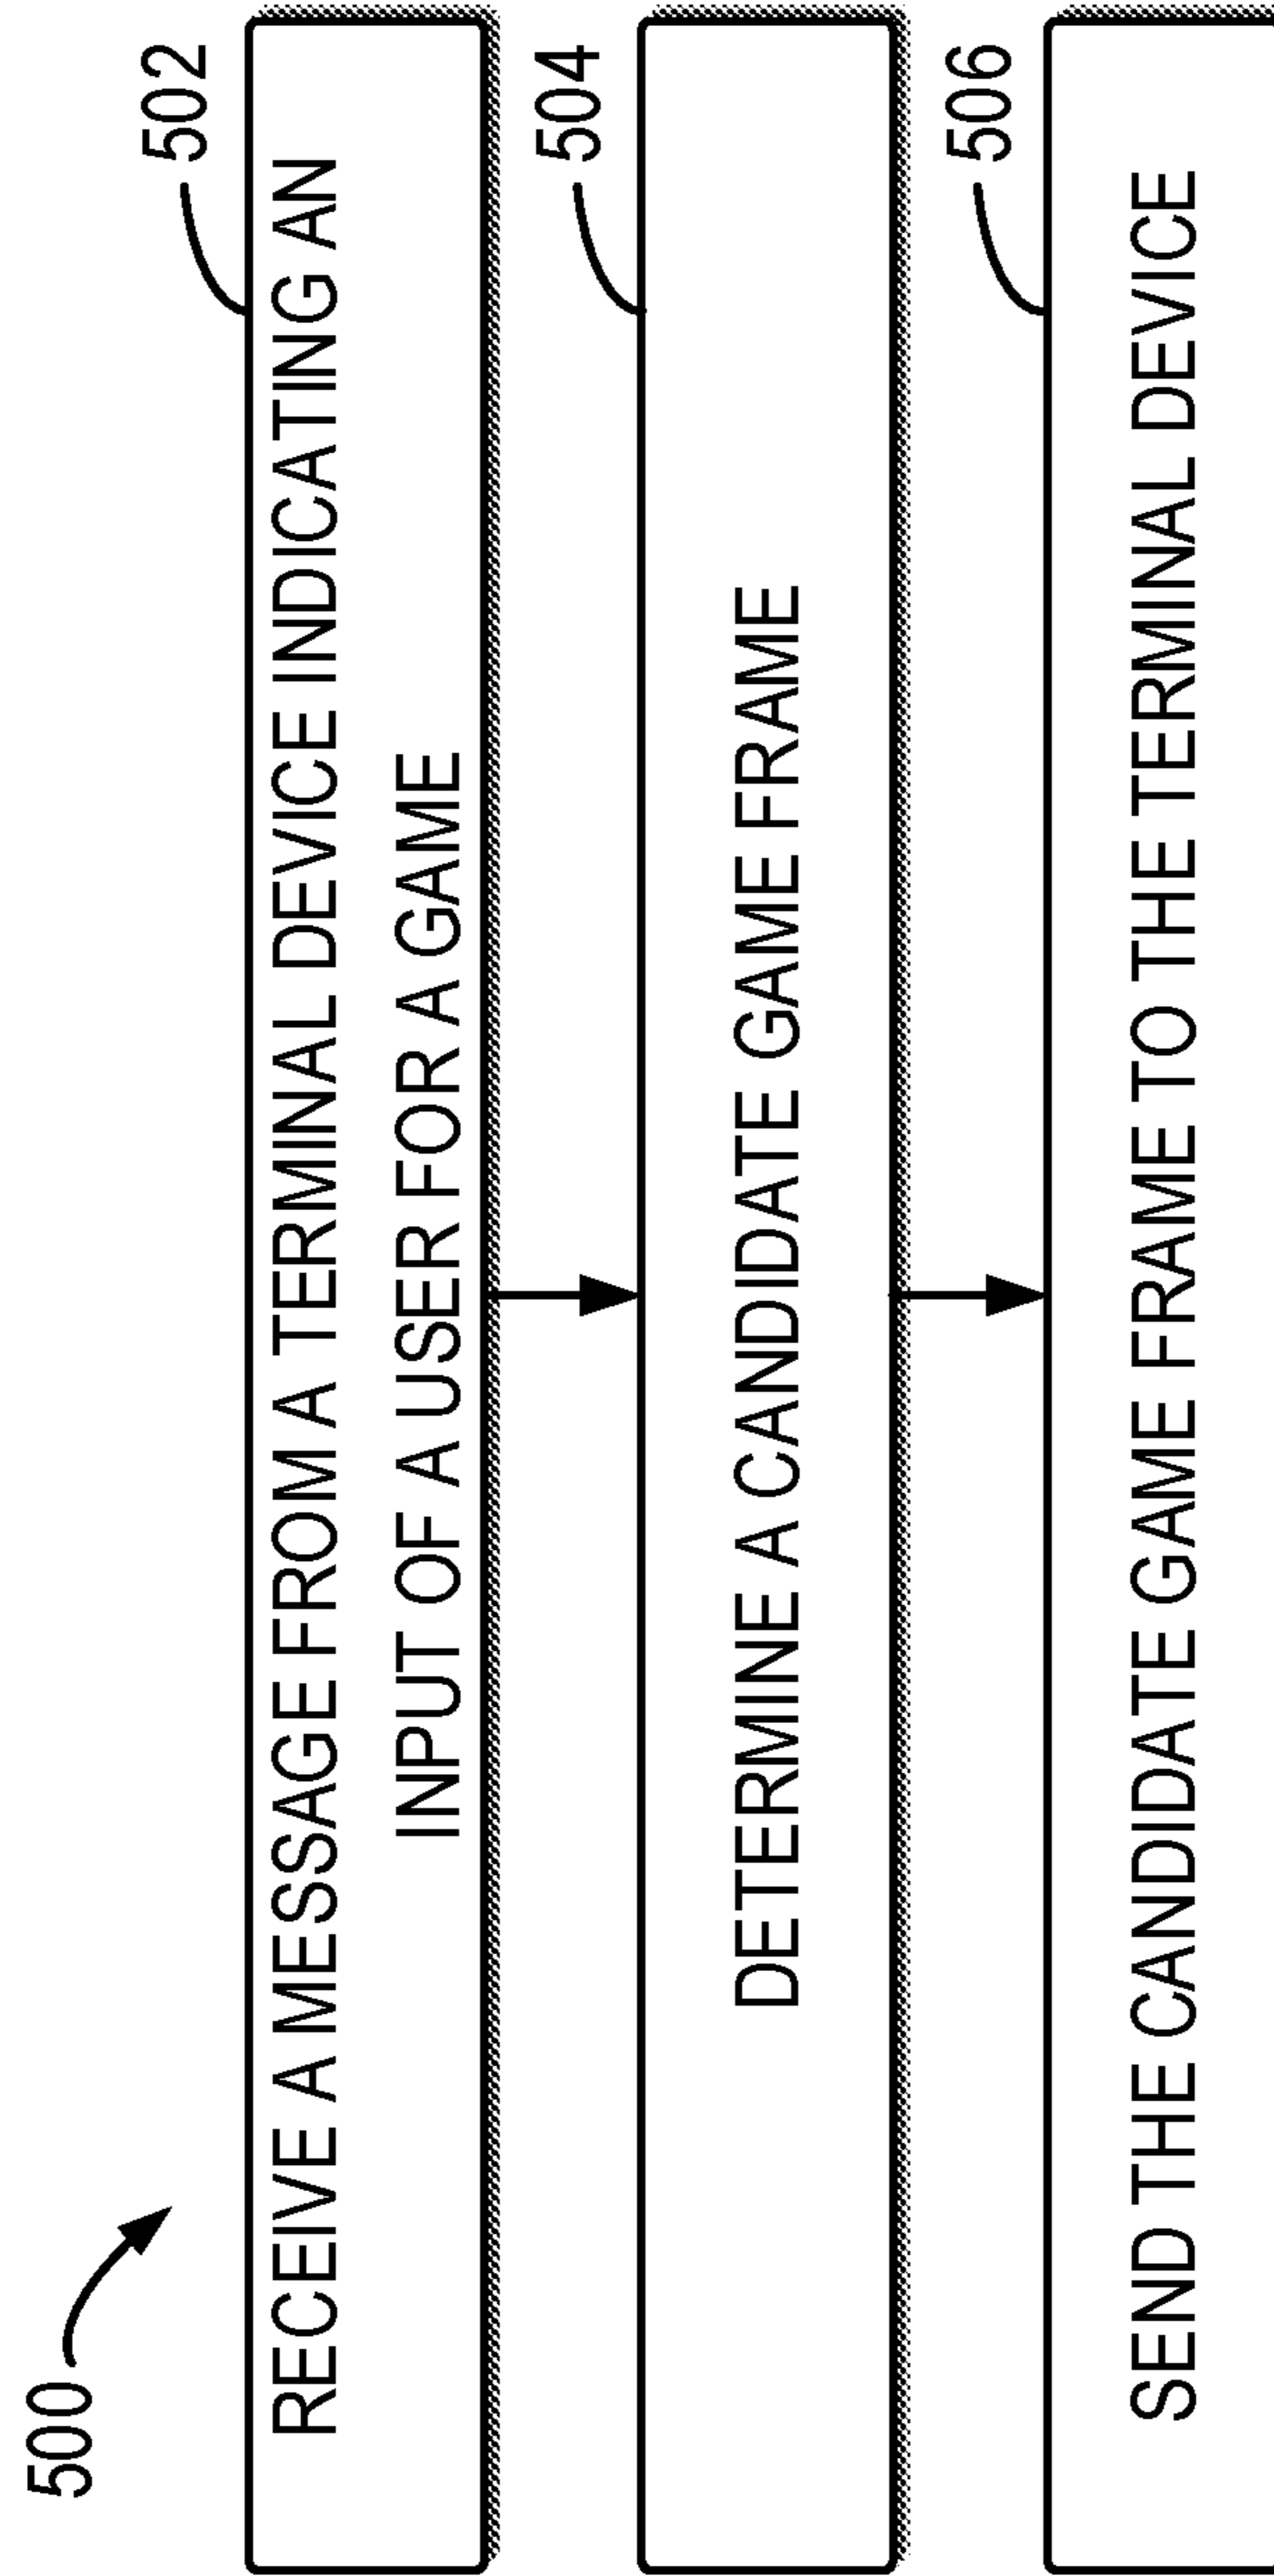 500
502
RECEIVE A MESSAGE FROM A TERMINAL DEVICE INDICATING AN
INPUT OF A USER FOR A GAME
504
DETERMINE A CANDIDATE GAME FRAME
506
SEND THE CANDIDATE GAME FRAME TO THE TERMINAL DEVICE